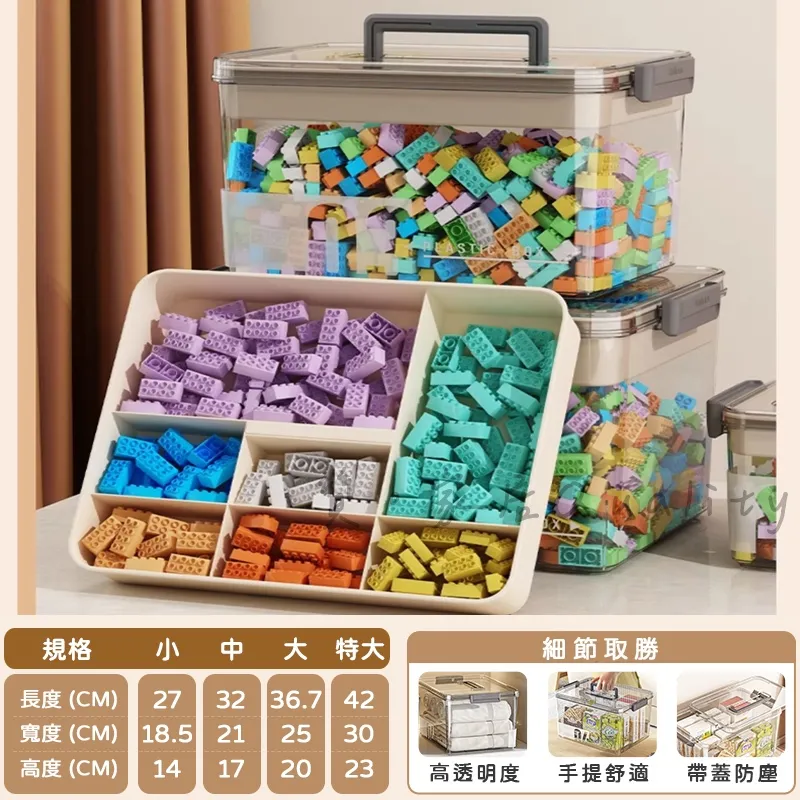 PLASTIC BOX
規格 小 中 大 特大
長度 (CM) 27 32 36.7 42
寬度 (CM) 18.5 21 25 30
高度 (CM) 14 17 20 23
細節取勝
高透明度 手提舒適 帶蓋防塵